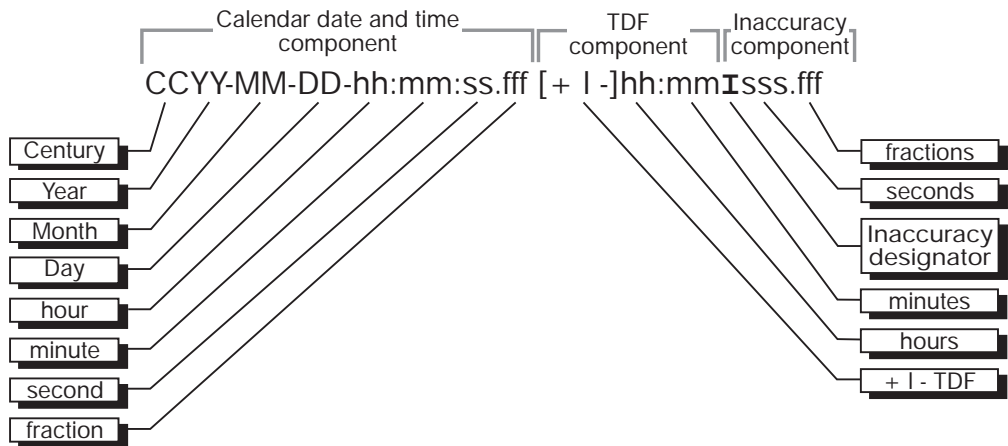 Calendar date and time
component
TDF
component
Inaccuracy
component
CCYY-MM-DD-hh:mm:ss.fff [+ l -]hh:mmIsss.fff
Century
Year
Month
Day
hour
minute
second
fraction
fractions
seconds
Inaccuracy
designator
minutes
hours
+ l - TDF